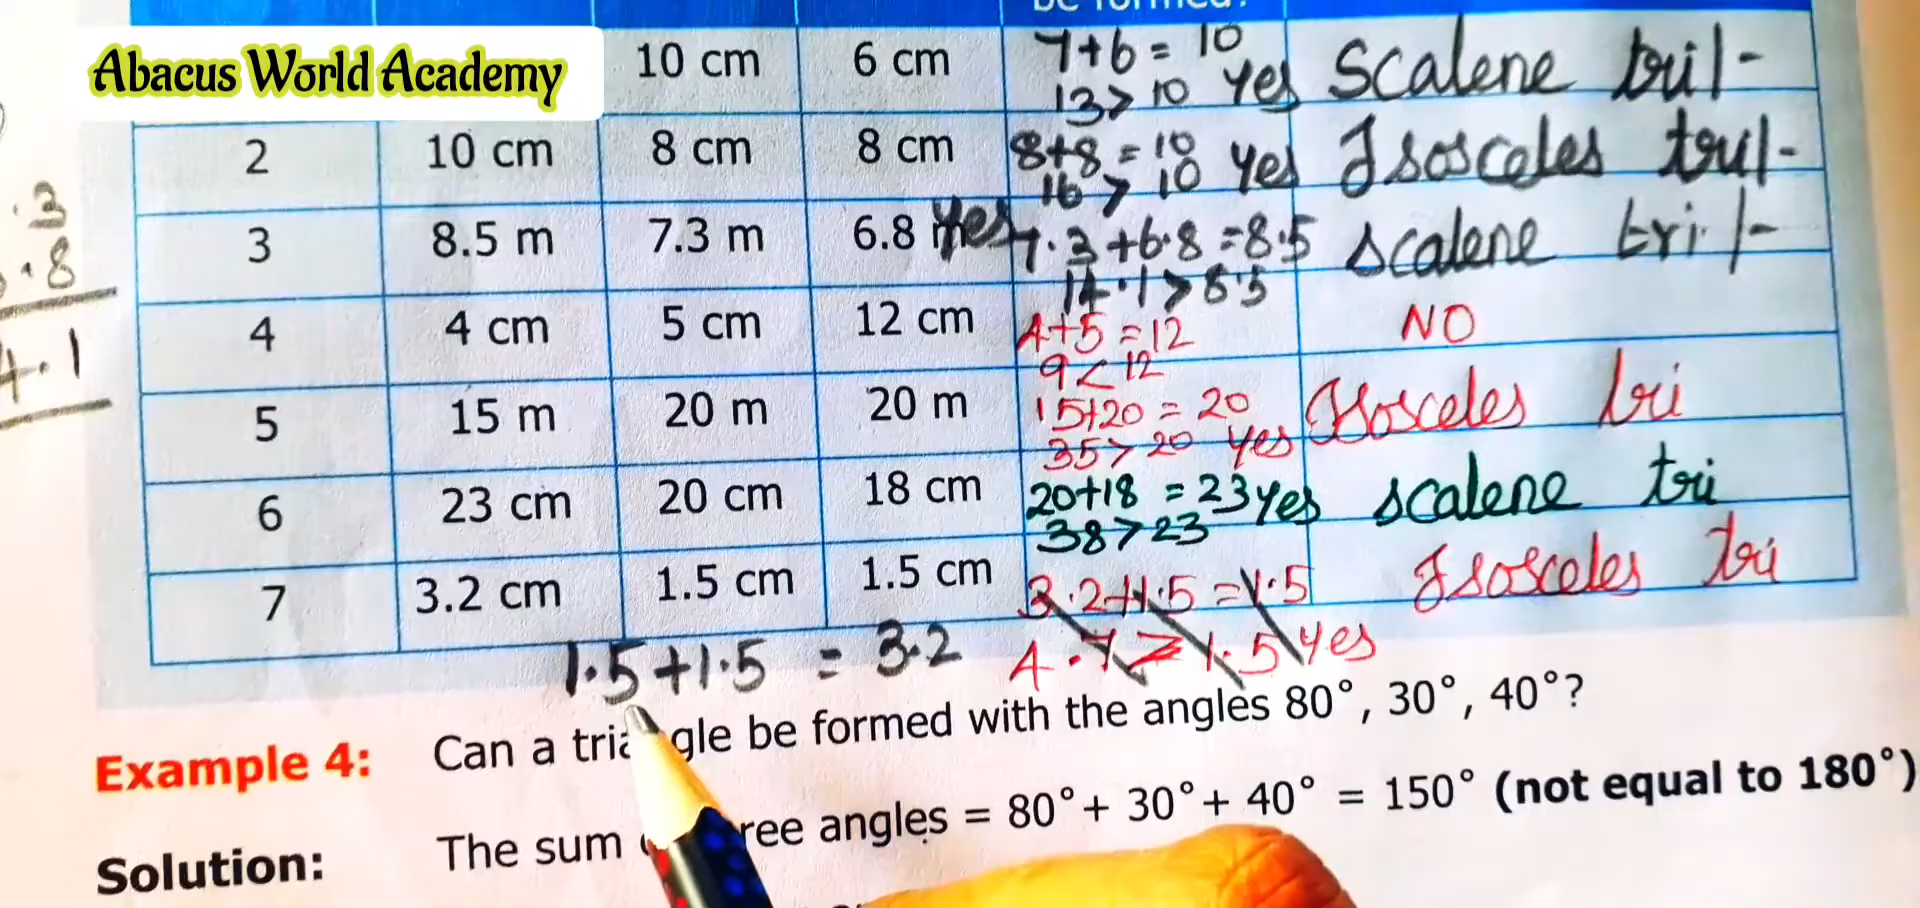 Abacus World Academy
10 cm 6 cm 7+6 = 10 Scalene tril-
13> 10 yes
2 10 cm 8 cm 8 cm 8+8 = 10 yes Isosceles tril-
16 > 10
3 8.5 m 7.3 m 6.8 yes 7.3+6.8 =8.5 scalene tri.l-
14.1>8.5
4 4 cm 5 cm 12 cm 4+5 =12 NO
9< 12
5 15 m 20 m 20 m 15+20 = 20 Isosceles tri
35> 20 yes
6 23 cm 20 cm 18 cm 20+18 =23 yes scalene tri
38>23
7 3.2 cm 1.5 cm 1.5 cm 3.2+1.5 =1.5 Isosceles tri
1.5+1.5 = 3.2 4.7 > 1.5 yes
Example 4: Can a triangle be formed with the angles 80°, 30°, 40°?
Solution: The sum ree angles = 80°+ 30°+ 40° = 150° (not equal to 180°)
.3
.8
4.1